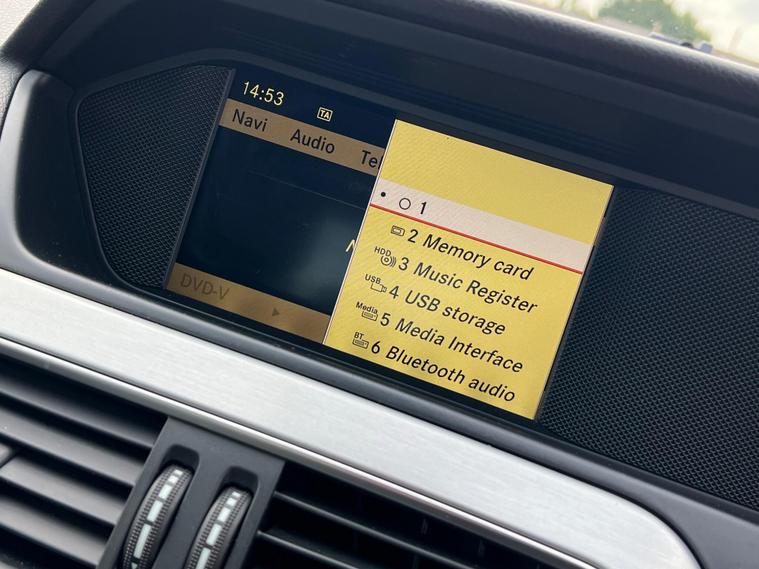 14:53
TA
Navi Audio Te
1
2 Memory card
HDD 3 Music Register
USB 4 USB storage
Media 5 Media Interface
BT 6 Bluetooth audio
DVD-V